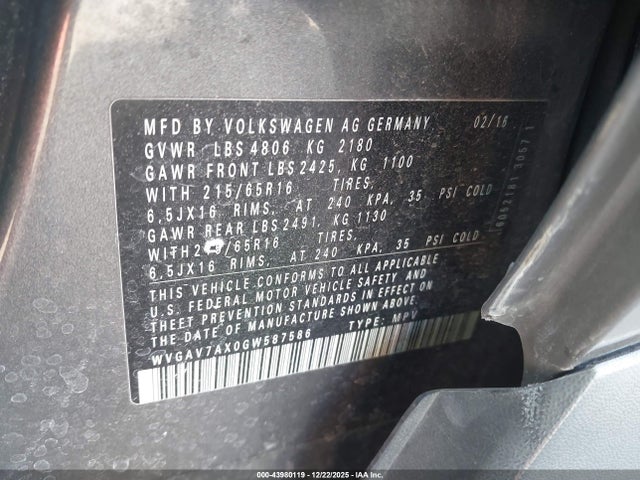 MFD BY VOLKSWAGEN AG GERMANY 02/16
GVWR LBS 4806 KG 2180
GAWR FRONT LBS 2425, KG 1100
WITH 215/65R16 TIRES,
6,5JX16 RIMS, AT 240 KPA, 35 PSI COLD
GAWR REAR LBS 2491, KG 1130
WITH 215/65R16 TIRES,
6,5JX16 RIMS, AT 240 KPA, 35 PSI COLD
THIS VEHICLE CONFORMS TO ALL APPLICABLE
U.S. FEDERAL MOTOR VEHICLE SAFETY AND
THEFT PREVENTION STANDARDS IN EFFECT ON
THE DATE OF MANUFACTURE SHOWN ABOVE.
WVGAV7AX0GW587586 TYPE: MPV
000-43980119 - 12/22/2025 - IAAI